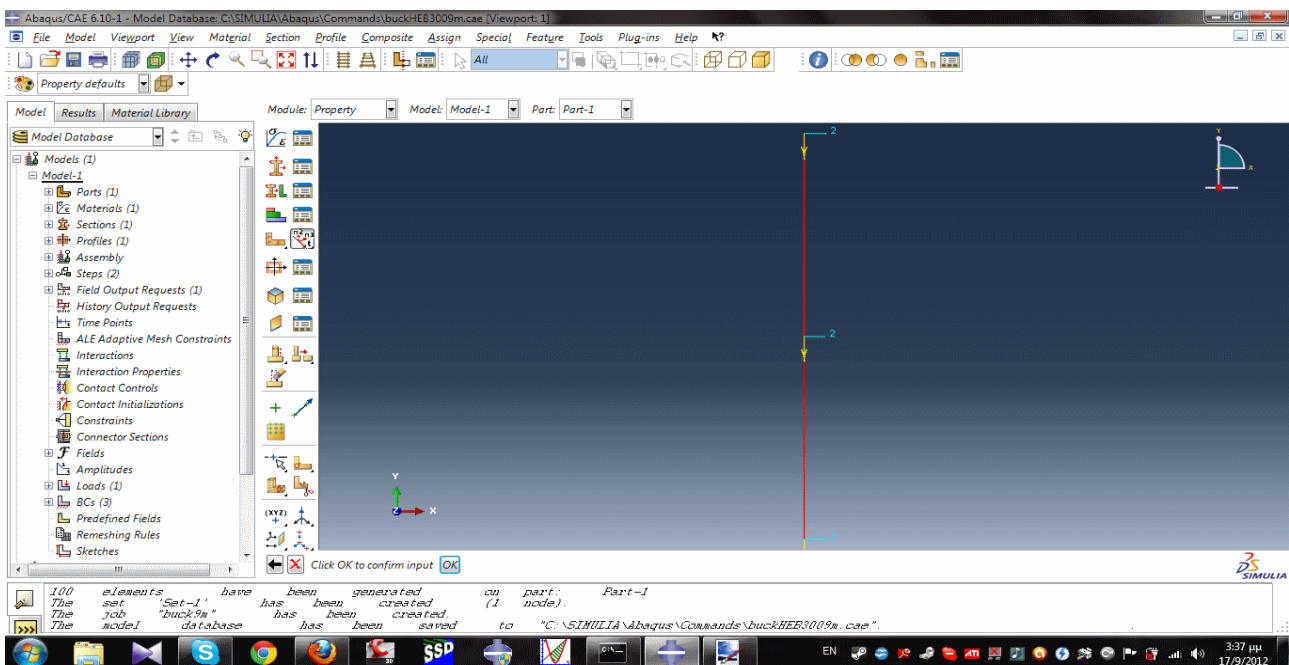 Abaqus/CAE 6.10-1 - Model Database: C:\SIMULIA\Abaqus\Commands\buckHEB3009m.cae [Viewport: 1]
File Model Viewport View Material Section Profile Composite Assign Special Feature Tools Plug-ins Help
All
Property defaults
Model Results Material Library
Module: Property Model: Model-1 Part: Part-1
Model Database
Models (1)
Model-1
Parts (1)
Materials (1)
Sections (1)
Profiles (1)
Assembly
Steps (2)
Field Output Requests (1)
History Output Requests
Time Points
ALE Adaptive Mesh Constraints
Interactions
Interaction Properties
Contact Controls
Contact Initializations
Constraints
Connector Sections
Fields
Amplitudes
Loads (1)
BCs (3)
Predefined Fields
Remeshing Rules
Sketches
(XYZ)
2
2
Y
X
Z
Click OK to confirm input OK
SIMULIA
100 elements have been generated on part: Part-1
The set 'Set-1' has been created (1 node).
The job "buck9m" has been created.
The model database has been saved to "C:\SIMULIA\Abaqus\Commands\buckHEB3009m.cae".
SSP
EN
3:37 μμ
17/9/2012